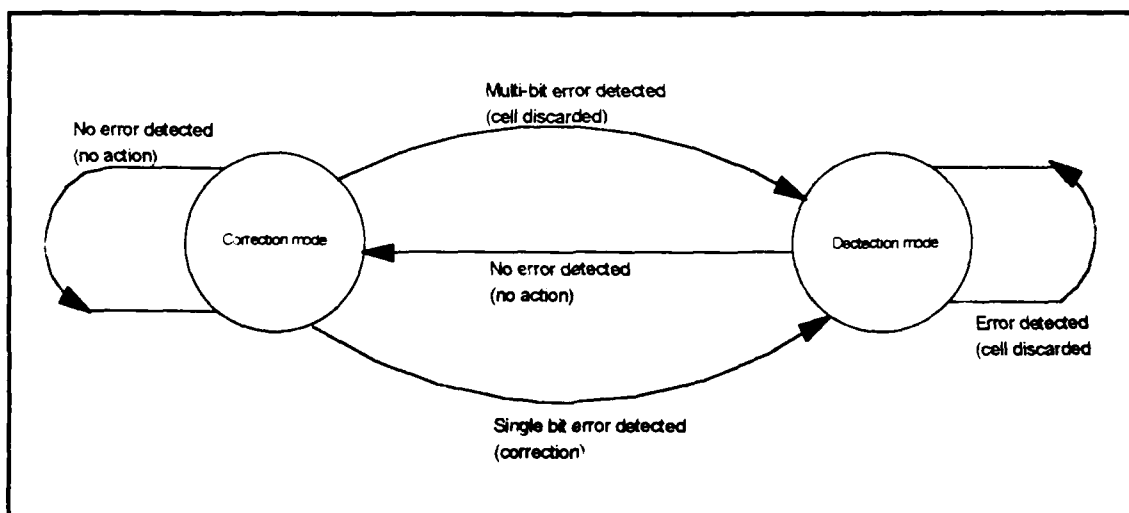 Multi-bit error detected
(cell discarded)
No error detected
(no action)
Correction mode
Dectection mode
No error detected
(no action)
Error detected
(cell discarded
Single bit error detected
(correction)